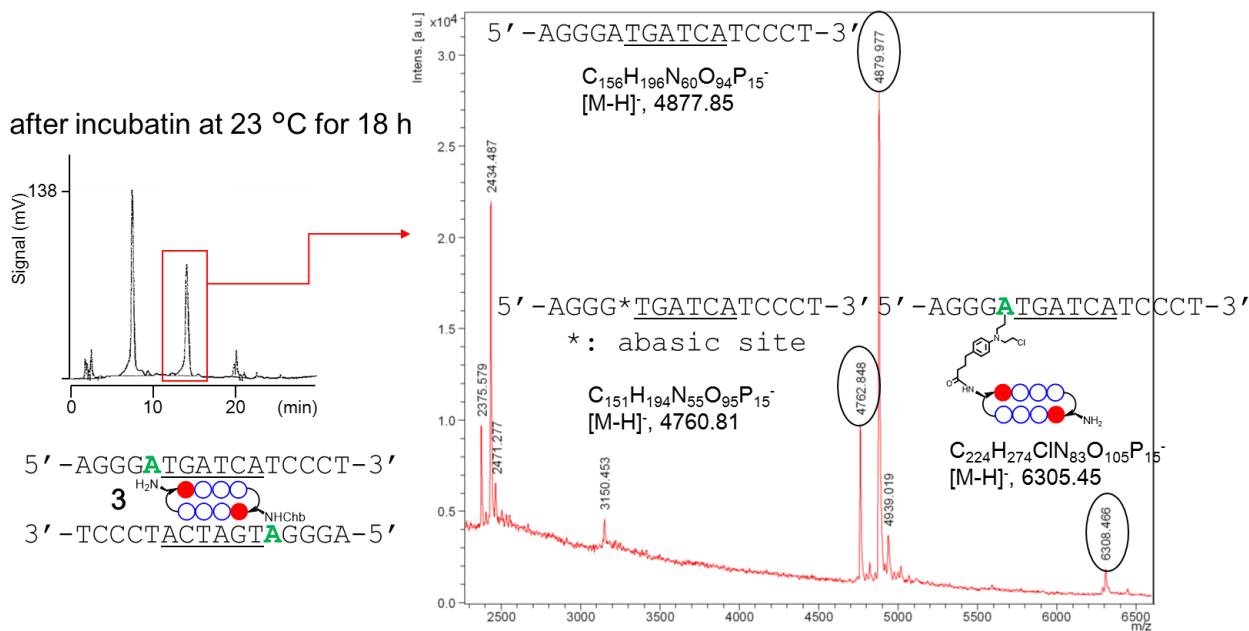 after incubatin at 23 °C for 18 h
Signal (mV)
138
0
10
20
(min)
5’-AGGGATGATCATCCCT-3’
3
H₂N
NHChb
3’-TCCCTACTAGTAGGGA-5’
Intens. [a.u.]
x10⁴
3.0
2.5
2.0
1.5
1.0
0.5
0.0
5’-AGGGATGATCATCCCT-3’
C₁₅₆H₁₉₆N₆₀O₉₄P₁₅⁻
[M-H]⁻, 4877.85
4879.977
2434.487
2375.579
2471.277
3150.453
5’-AGGG*TGATCATCCCT-3’
*: abasic site
C₁₅₁H₁₉₄N₅₅O₉₅P₁₅⁻
[M-H]⁻, 4760.81
4762.848
4939.019
5’-AGGGATGATCATCCCT-3’
N
Cl
O
HN
NH₂
C₂₂₄H₂₇₄ClN₈₃O₁₀₅P₁₅⁻
[M-H]⁻, 6305.45
6308.466
2500
3000
3500
4000
4500
5000
5500
6000
6500
m/z